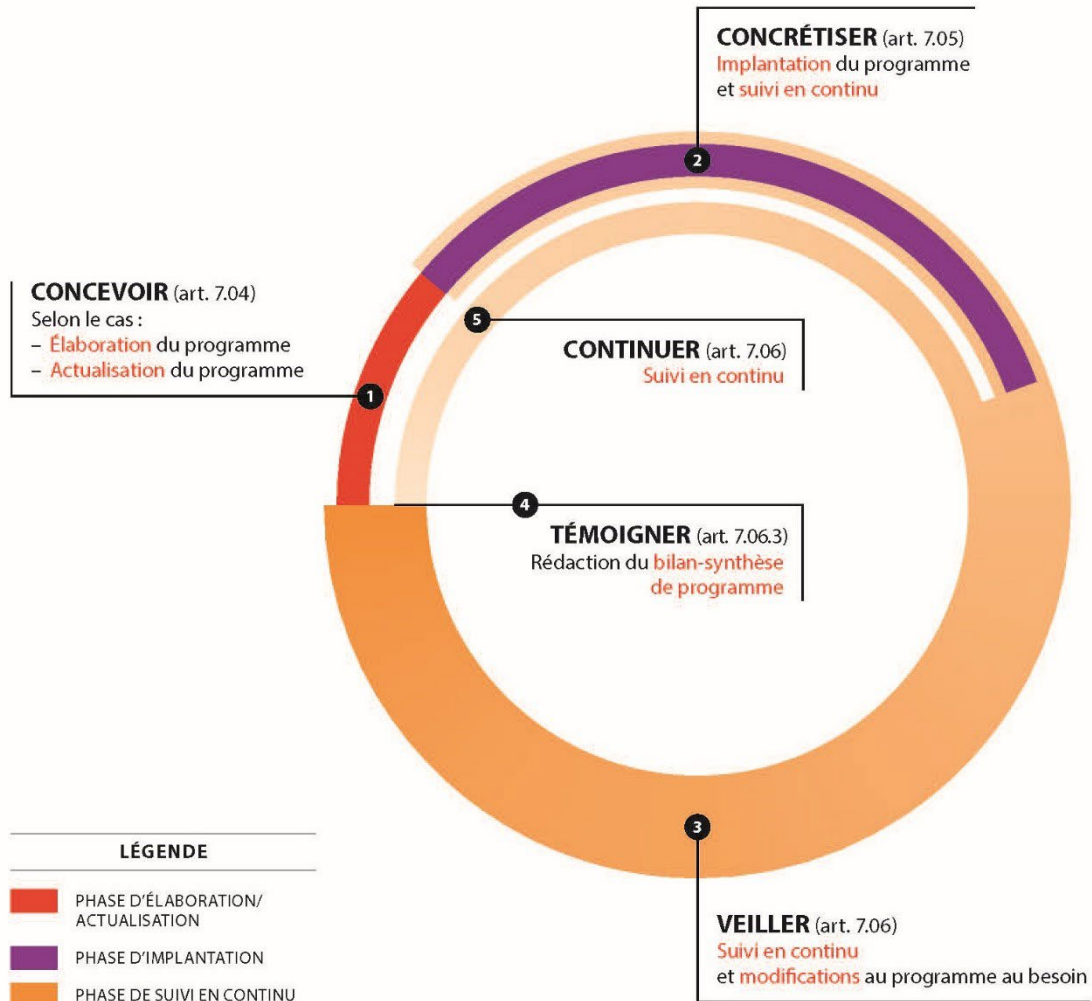 CONCRÉTISER (art. 7.05)
Implantation du programme
et suivi en continu
2
CONCEVOIR (art. 7.04)
Selon le cas :
– Élaboration du programme
– Actualisation du programme
1
5
CONTINUER (art. 7.06)
Suivi en continu
4
TÉMOIGNER (art. 7.06.3)
Rédaction du bilan-synthèse
de programme
3
VEILLER (art. 7.06)
Suivi en continu
et modifications au programme au besoin
LÉGENDE
PHASE D'ÉLABORATION/
ACTUALISATION
PHASE D'IMPLANTATION
PHASE DE SUIVI EN CONTINU